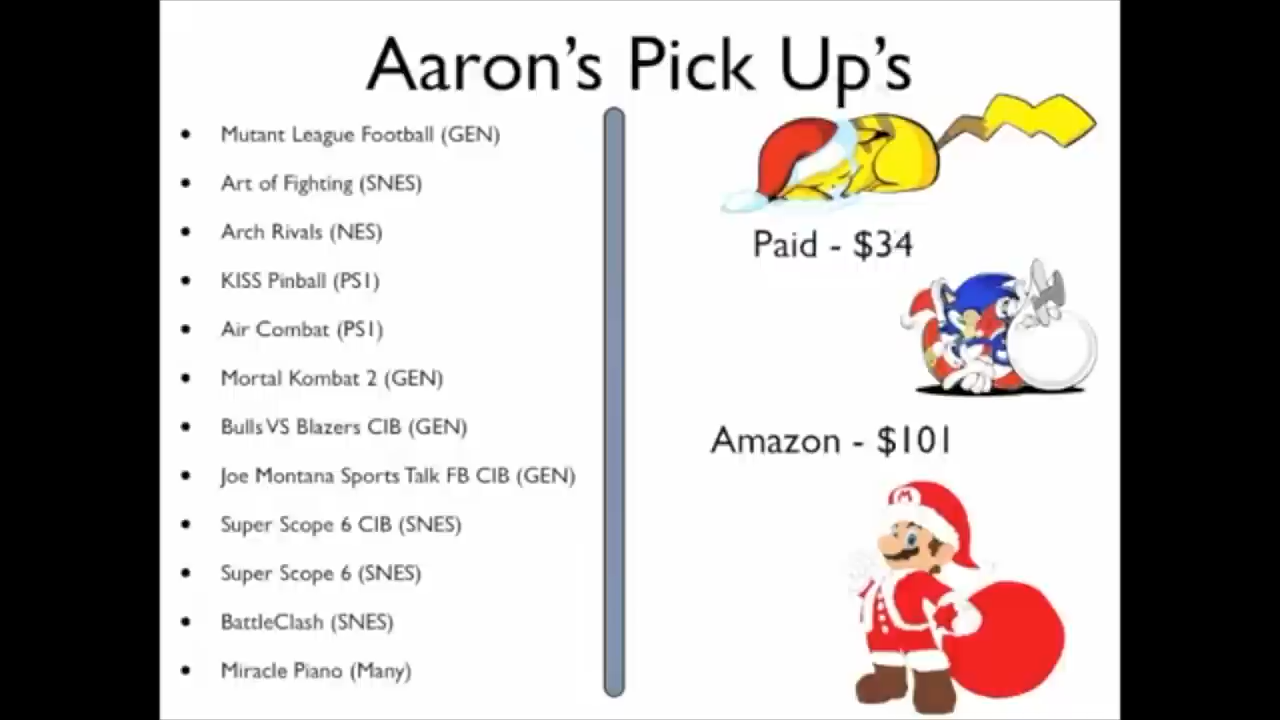 Aaron's Pick Up's
• Mutant League Football (GEN)
• Art of Fighting (SNES)
• Arch Rivals (NES)
• KISS Pinball (PS1)
• Air Combat (PS1)
• Mortal Kombat 2 (GEN)
• Bulls VS Blazers CIB (GEN)
• Joe Montana Sports Talk FB CIB (GEN)
• Super Scope 6 CIB (SNES)
• Super Scope 6 (SNES)
• BattleClash (SNES)
• Miracle Piano (Many)
Paid - $34
Amazon - $101
M